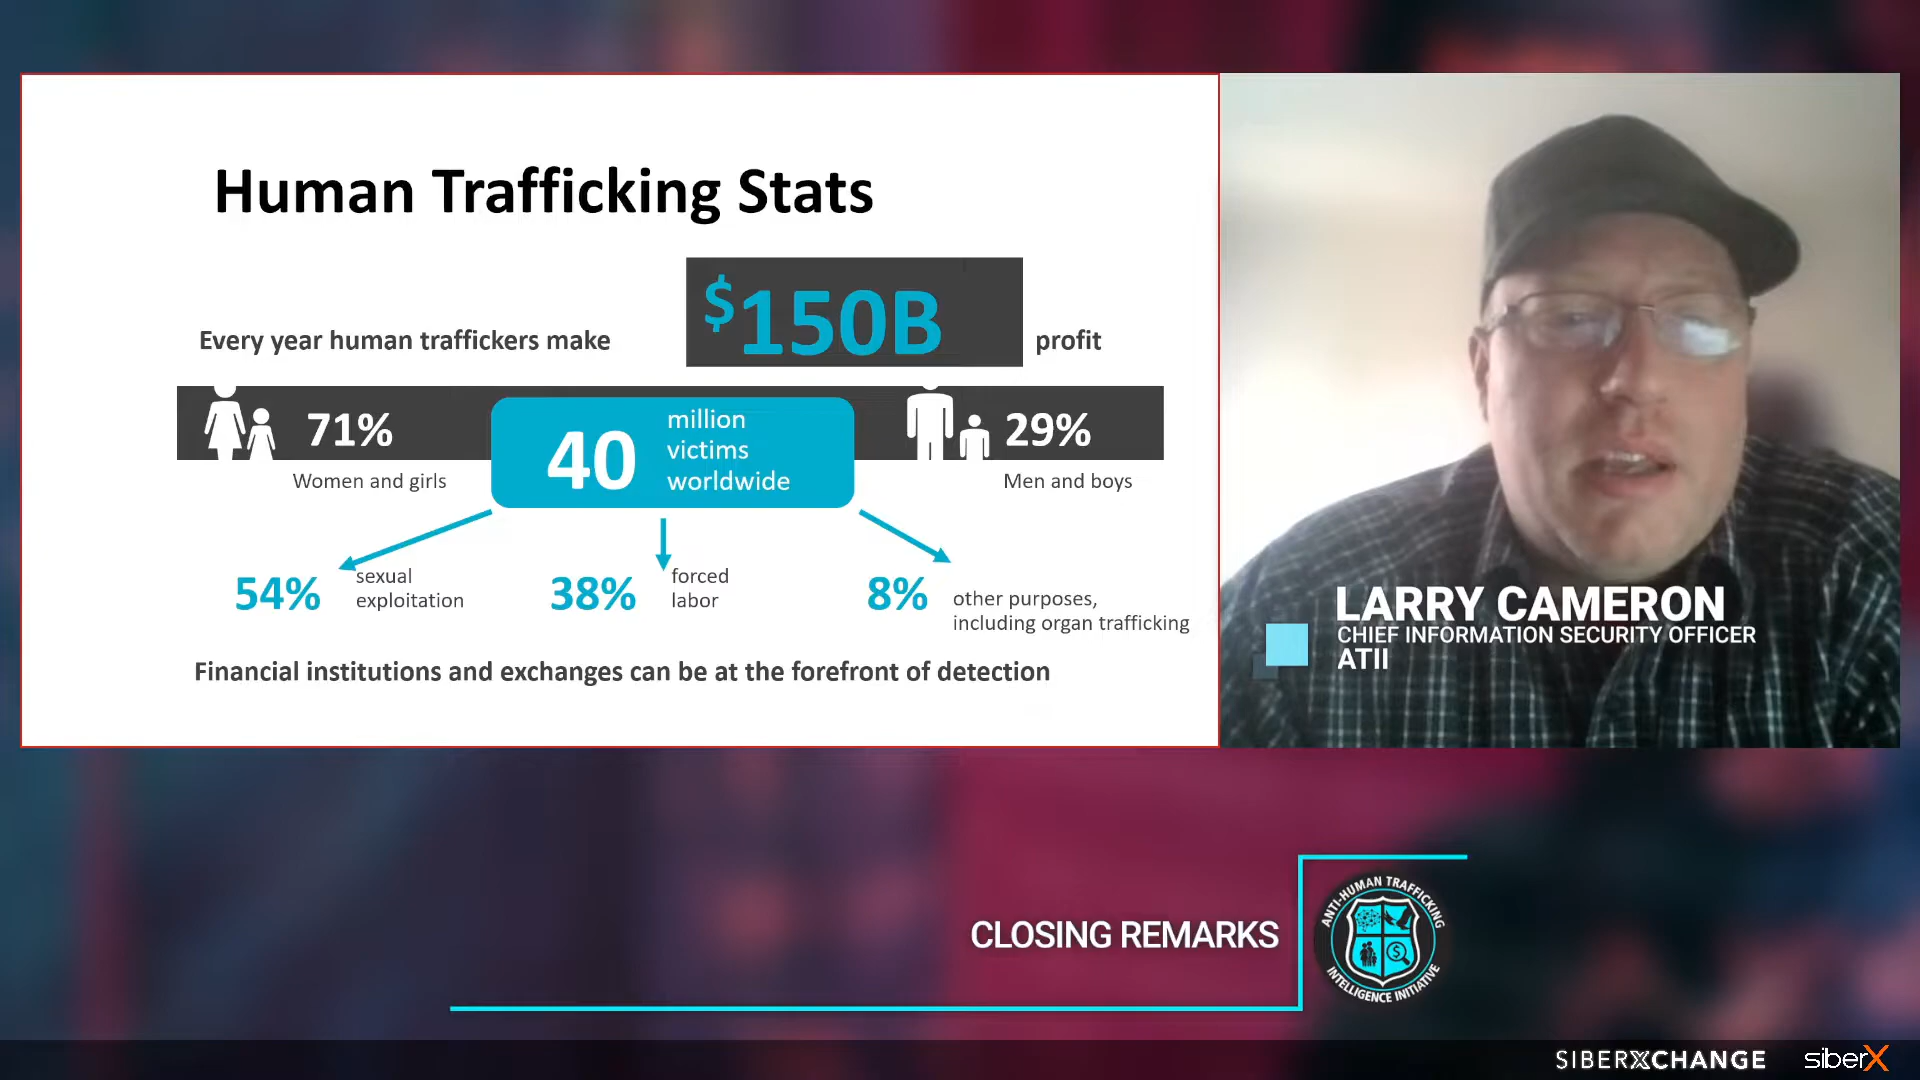 Human Trafficking Stats
Every year human traffickers make
$150B
profit
71%
Women and girls
40
million
victims
worldwide
29%
Men and boys
54%
sexual
exploitation
38%
forced
labor
8%
other purposes,
including organ trafficking
Financial institutions and exchanges can be at the forefront of detection
LARRY CAMERON
CHIEF INFORMATION SECURITY OFFICER
ATII
CLOSING REMARKS
ANTI-HUMAN TRAFFICKING
INTELLIGENCE INITIATIVE
$
SIBERXCHANGE
siberX